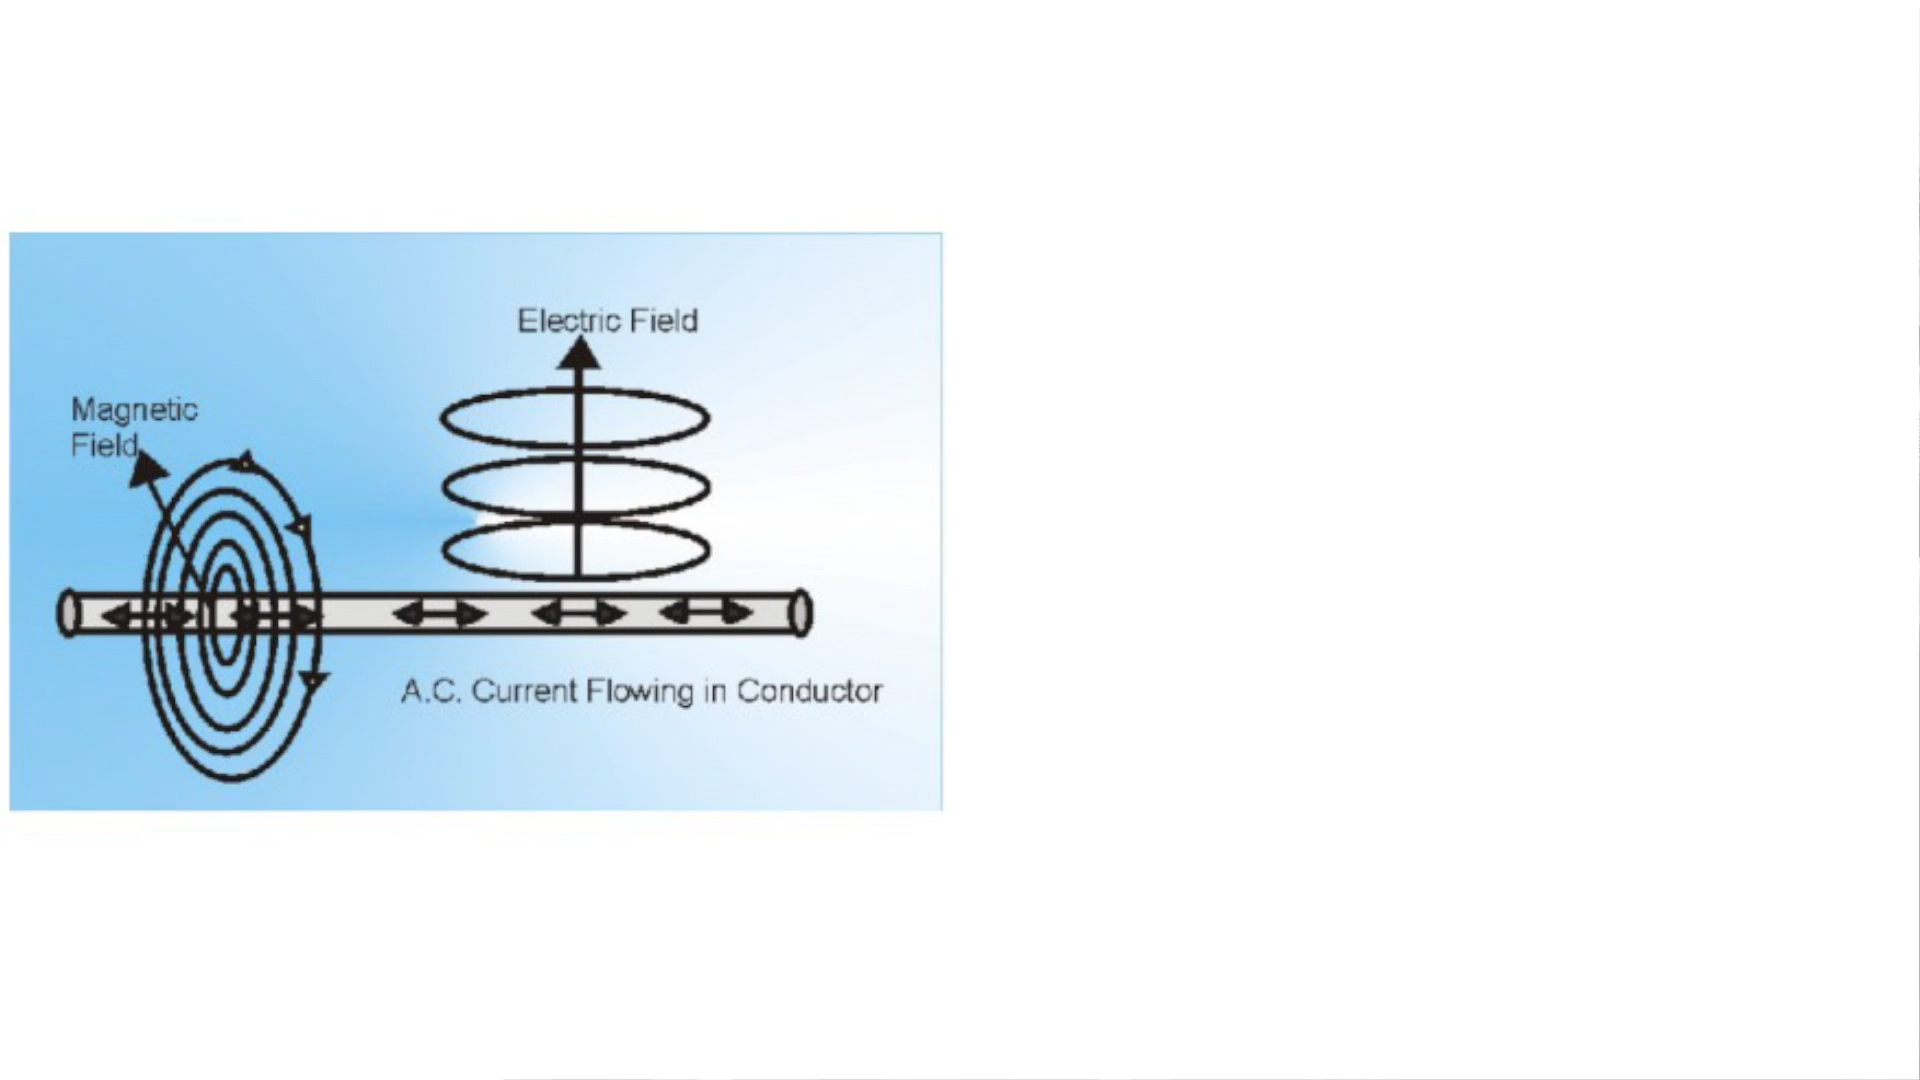 Electric Field
Magnetic
Field
A.C. Current Flowing in Conductor